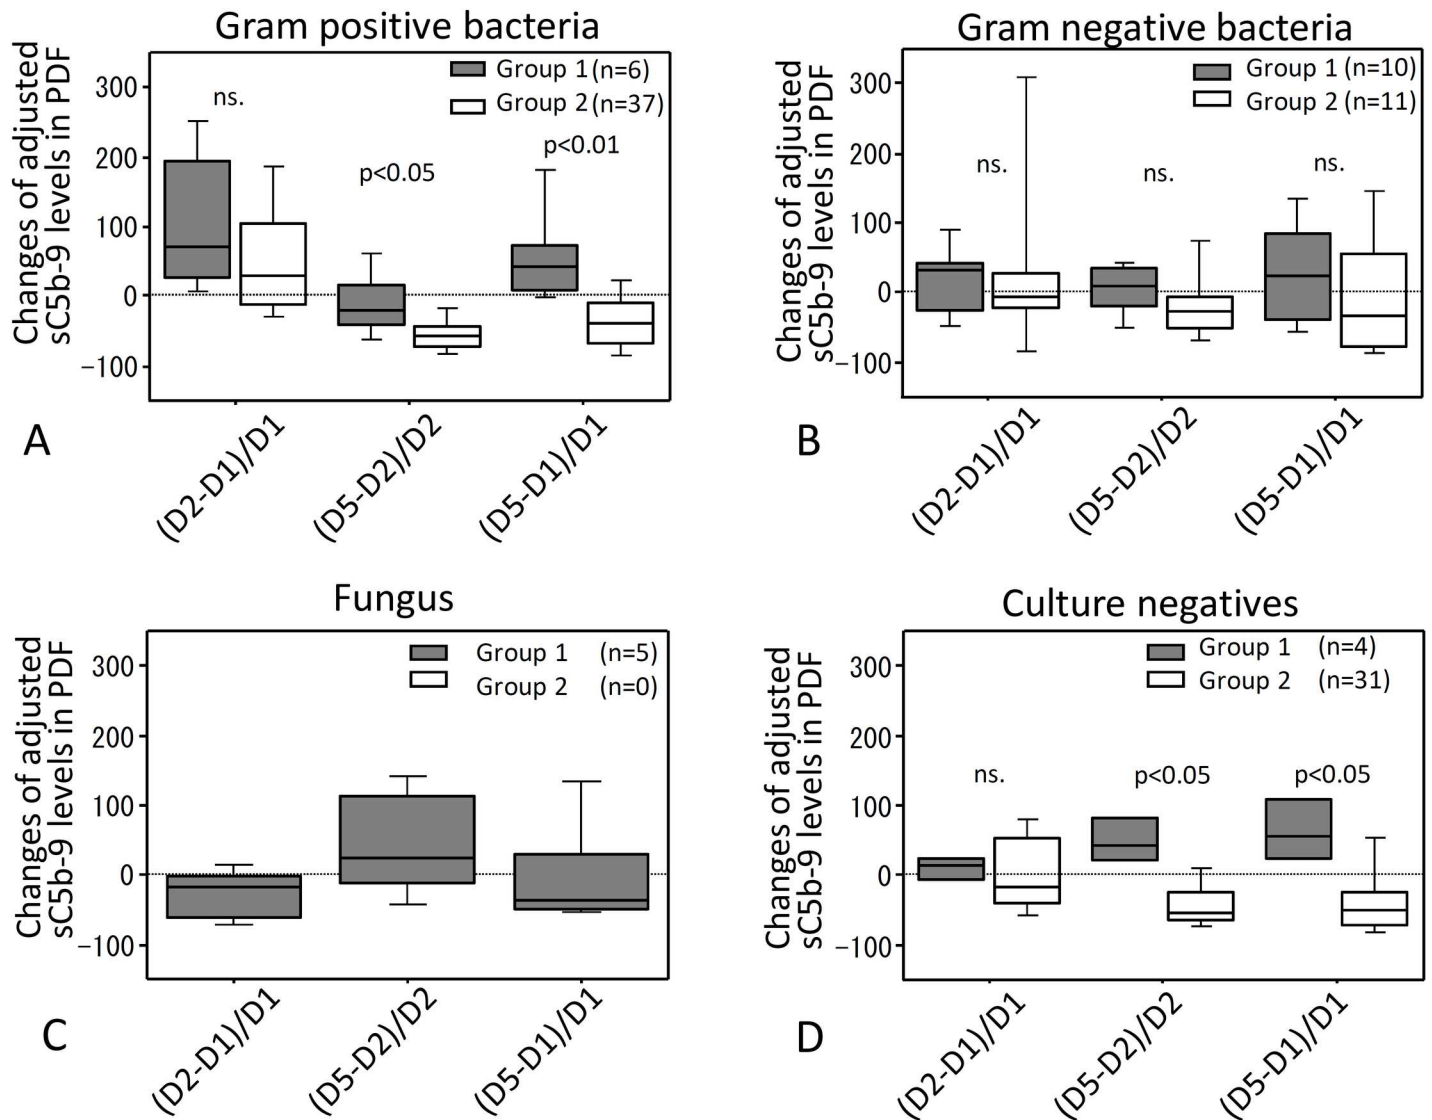 Gram positive bacteria
Changes of adjusted
sC5b-9 levels in PDF
300
200
100
0
−100
Group 1 (n=6)
Group 2 (n=37)
ns.
p<0.05
p<0.01
(D2-D1)/D1
(D5-D2)/D2
(D5-D1)/D1
A
Gram negative bacteria
Changes of adjusted
sC5b-9 levels in PDF
300
200
100
0
−100
Group 1 (n=10)
Group 2 (n=11)
ns.
ns.
ns.
(D2-D1)/D1
(D5-D2)/D2
(D5-D1)/D1
B
Fungus
Changes of adjusted
sC5b-9 levels in PDF
300
200
100
0
−100
Group 1 (n=5)
Group 2 (n=0)
(D2-D1)/D1
(D5-D2)/D2
(D5-D1)/D1
C
Culture negatives
Changes of adjusted
sC5b-9 levels in PDF
300
200
100
0
−100
Group 1 (n=4)
Group 2 (n=31)
ns.
p<0.05
p<0.05
(D2-D1)/D1
(D5-D2)/D2
(D5-D1)/D1
D